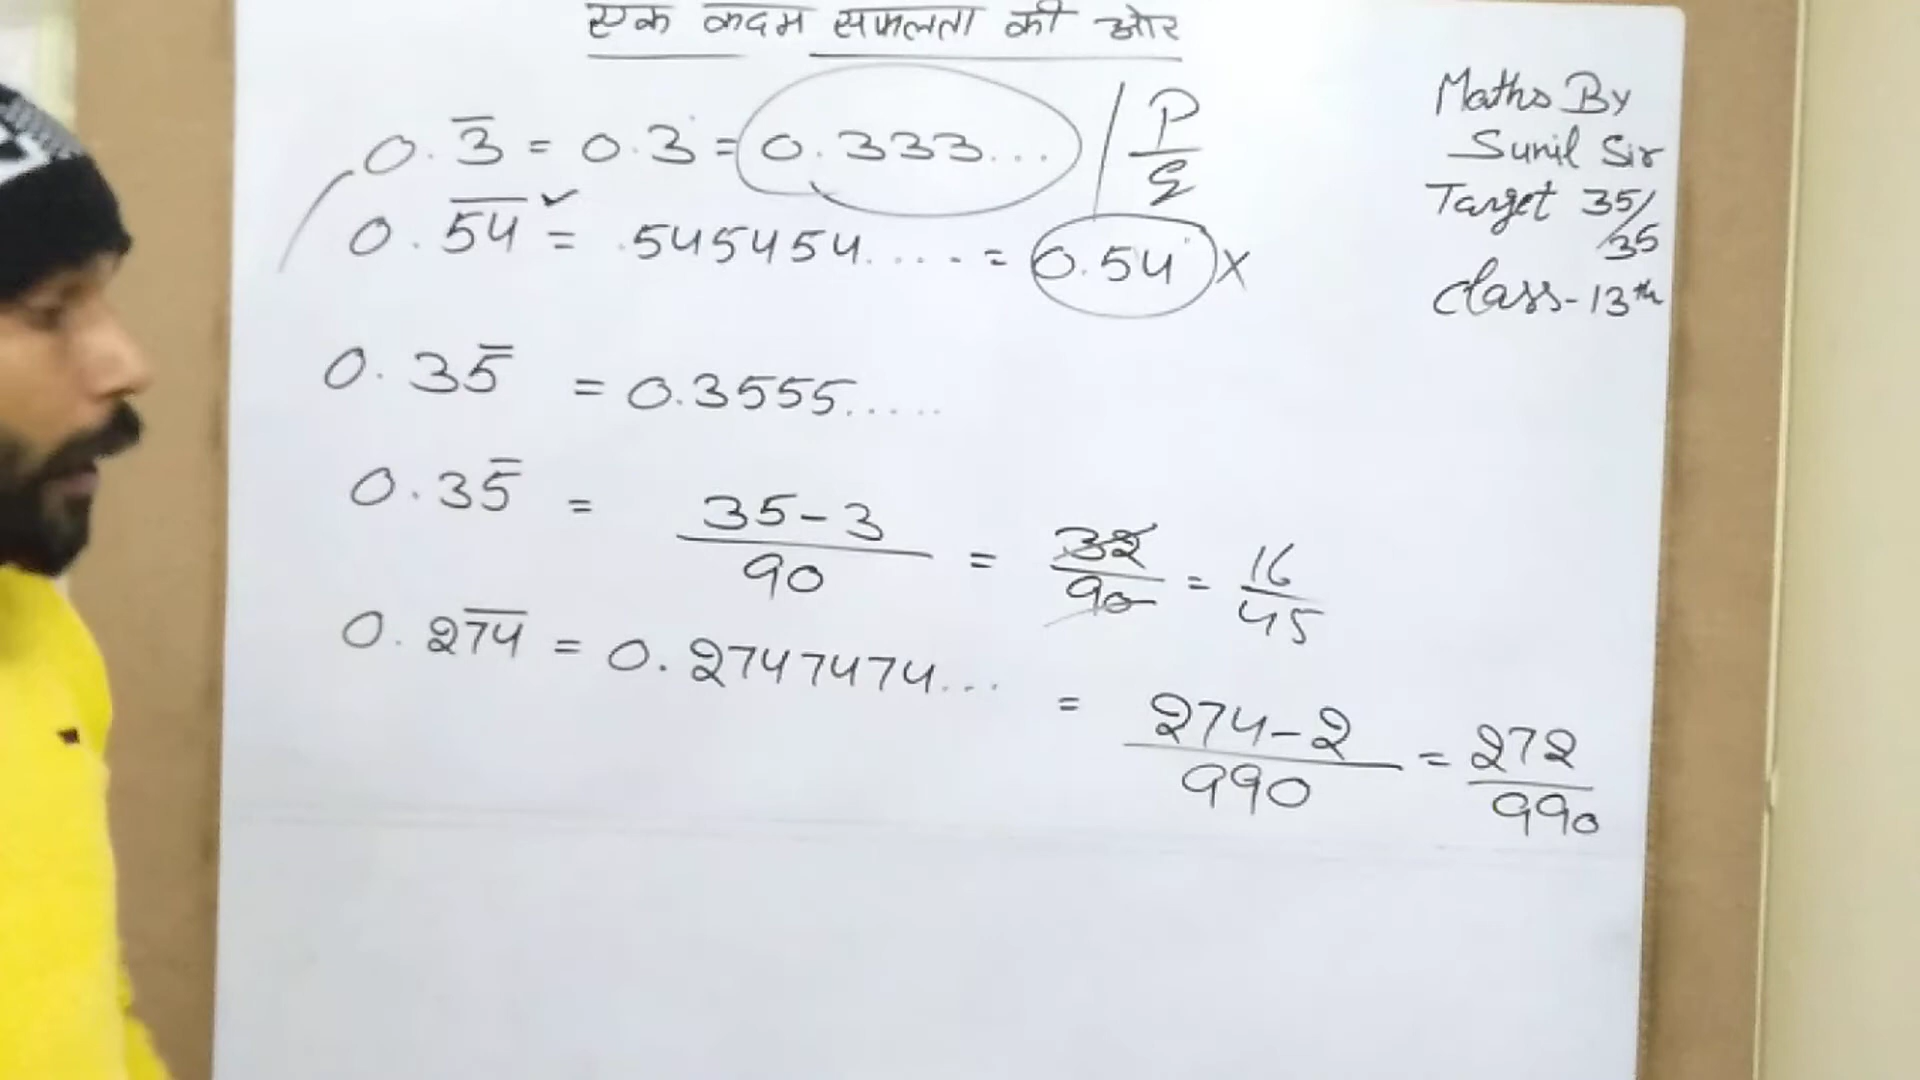 एक कदम सफलता की ओर
0.3̅ = 0.3̇ = 0.333... | P/q
0.5̅4̅ ✓ = .545454..... = 0.54̇ X
0.35̅ = 0.3555.....
0.35̅ = 35-3/90 = 32/90 = 16/45
0.27̅4̅ = 0.2747474... = 274-2/990 = 272/990
Maths By
Sunil Sir
Target 35/35
Class-13th